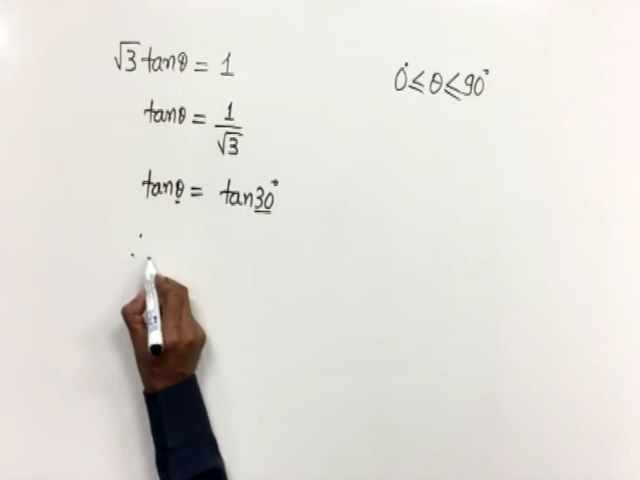 √3 tanθ = 1
0° ≤ θ ≤ 90°
tanθ = 1/√3
tanθ = tan30°
∴